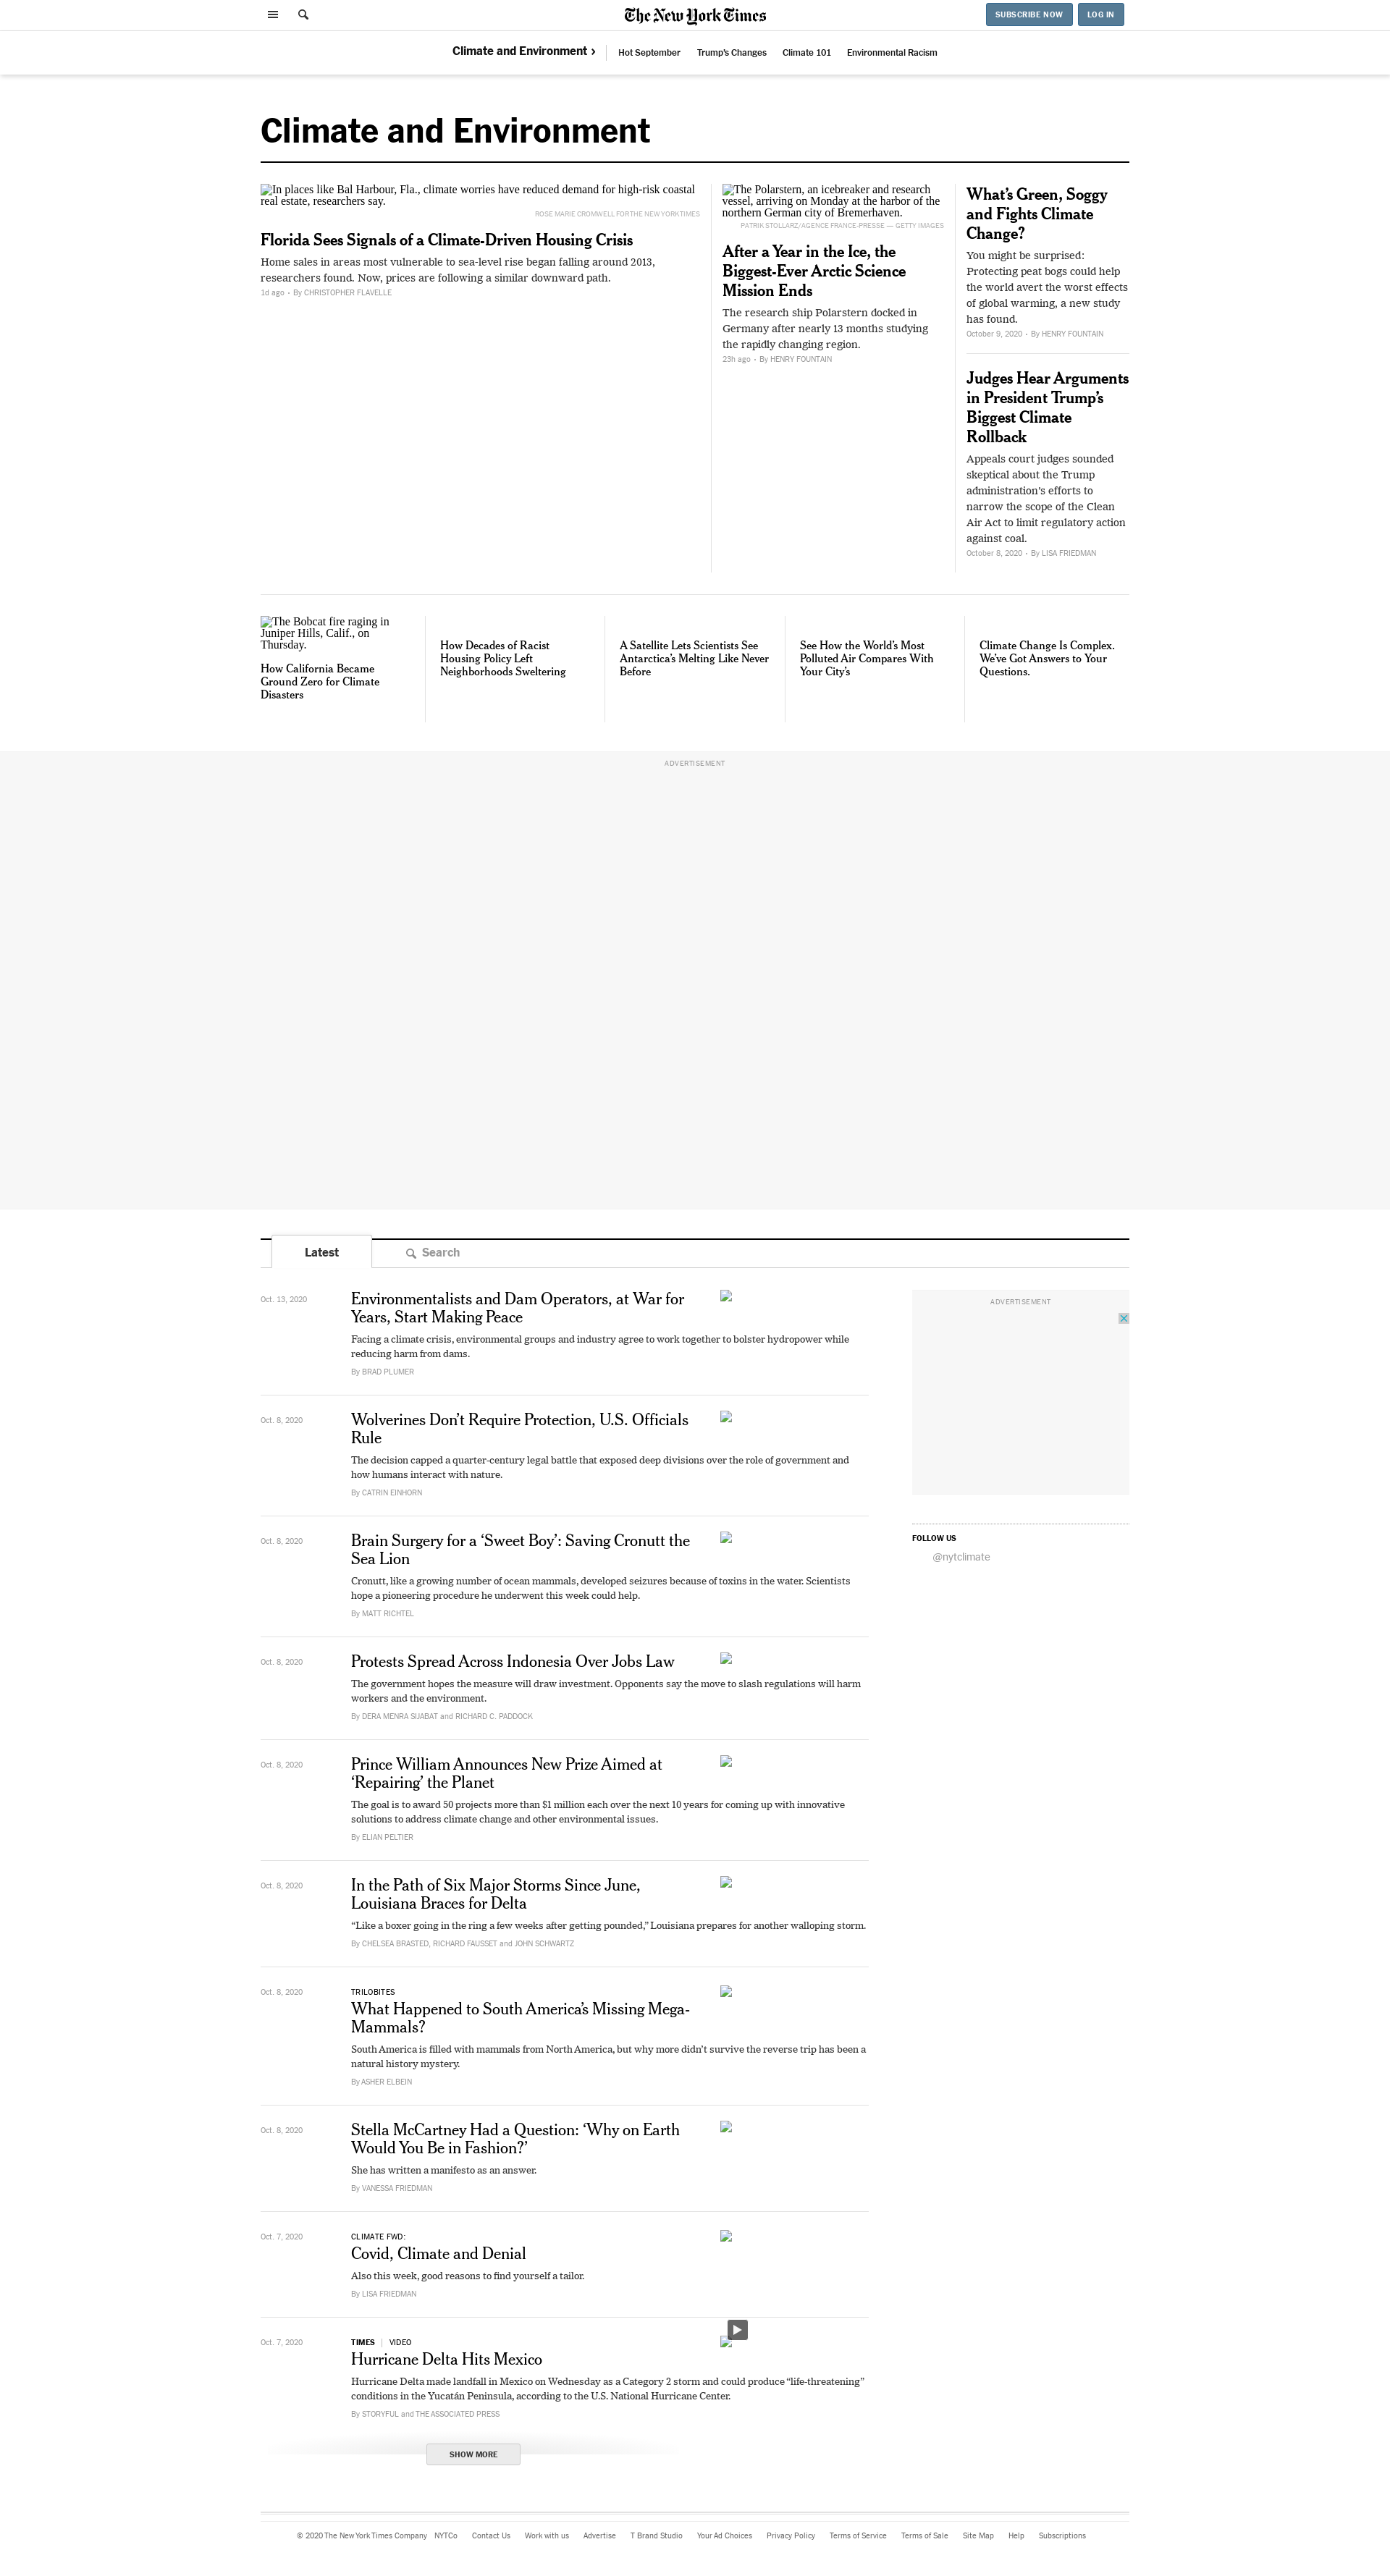 The New York Times
SUBSCRIBE NOW
LOG IN
Climate and Environment ›
Hot September
Trump's Changes
Climate 101
Environmental Racism
Climate and Environment
In places like Bal Harbour, Fla., climate worries have reduced demand for high-risk coastal
real estate, researchers say.
ROSE MARIE CROMWELL FOR THE NEW YORK TIMES
Florida Sees Signals of a Climate-Driven Housing Crisis
Home sales in areas most vulnerable to sea-level rise began falling around 2013,
researchers found. Now, prices are following a similar downward path.
1d ago • By CHRISTOPHER FLAVELLE
The Polarstern, an icebreaker and research
vessel, arriving on Monday at the harbor of the
northern German city of Bremerhaven.
PATRIK STOLLARZ/AGENCE FRANCE-PRESSE — GETTY IMAGES
After a Year in the Ice, the
Biggest-Ever Arctic Science
Mission Ends
The research ship Polarstern docked in
Germany after nearly 13 months studying
the rapidly changing region.
23h ago • By HENRY FOUNTAIN
What's Green, Soggy
and Fights Climate
Change?
You might be surprised:
Protecting peat bogs could help
the world avert the worst effects
of global warming, a new study
has found.
October 9, 2020 • By HENRY FOUNTAIN
Judges Hear Arguments
in President Trump's
Biggest Climate
Rollback
Appeals court judges sounded
skeptical about the Trump
administration's efforts to
narrow the scope of the Clean
Air Act to limit regulatory action
against coal.
October 8, 2020 • By LISA FRIEDMAN
The Bobcat fire raging in
Juniper Hills, Calif., on
Thursday.
How California Became
Ground Zero for Climate
Disasters
How Decades of Racist
Housing Policy Left
Neighborhoods Sweltering
A Satellite Lets Scientists See
Antarctica's Melting Like Never
Before
See How the World's Most
Polluted Air Compares With
Your City's
Climate Change Is Complex.
We've Got Answers to Your
Questions.
ADVERTISEMENT
Latest
Search
Oct. 13, 2020
Environmentalists and Dam Operators, at War for
Years, Start Making Peace
Facing a climate crisis, environmental groups and industry agree to work together to bolster hydropower while
reducing harm from dams.
By BRAD PLUMER
ADVERTISEMENT
Oct. 8, 2020
Wolverines Don't Require Protection, U.S. Officials
Rule
The decision capped a quarter-century legal battle that exposed deep divisions over the role of government and
how humans interact with nature.
By CATRIN EINHORN
FOLLOW US
@nytclimate
Oct. 8, 2020
Brain Surgery for a 'Sweet Boy': Saving Cronutt the
Sea Lion
Cronutt, like a growing number of ocean mammals, developed seizures because of toxins in the water. Scientists
hope a pioneering procedure he underwent this week could help.
By MATT RICHTEL
Oct. 8, 2020
Protests Spread Across Indonesia Over Jobs Law
The government hopes the measure will draw investment. Opponents say the move to slash regulations will harm
workers and the environment.
By DERA MENRA SIJABAT and RICHARD C. PADDOCK
Oct. 8, 2020
Prince William Announces New Prize Aimed at
'Repairing' the Planet
The goal is to award 50 projects more than $1 million each over the next 10 years for coming up with innovative
solutions to address climate change and other environmental issues.
By ELIAN PELTIER
Oct. 8, 2020
In the Path of Six Major Storms Since June,
Louisiana Braces for Delta
“Like a boxer going in the ring a few weeks after getting pounded,” Louisiana prepares for another walloping storm.
By CHELSEA BRASTED, RICHARD FAUSSET and JOHN SCHWARTZ
Oct. 8, 2020
TRILOBITES
What Happened to South America's Missing Mega-
Mammals?
South America is filled with mammals from North America, but why more didn't survive the reverse trip has been a
natural history mystery.
By ASHER ELBEIN
Oct. 8, 2020
Stella McCartney Had a Question: 'Why on Earth
Would You Be in Fashion?'
She has written a manifesto as an answer.
By VANESSA FRIEDMAN
Oct. 7, 2020
CLIMATE FWD:
Covid, Climate and Denial
Also this week, good reasons to find yourself a tailor.
By LISA FRIEDMAN
Oct. 7, 2020
TIMES | VIDEO
Hurricane Delta Hits Mexico
Hurricane Delta made landfall in Mexico on Wednesday as a Category 2 storm and could produce “life-threatening”
conditions in the Yucatán Peninsula, according to the U.S. National Hurricane Center.
By STORYFUL and THE ASSOCIATED PRESS
SHOW MORE
© 2020 The New York Times Company NYTCo Contact Us Work with us Advertise T Brand Studio Your Ad Choices Privacy Policy Terms of Service Terms of Sale Site Map Help Subscriptions